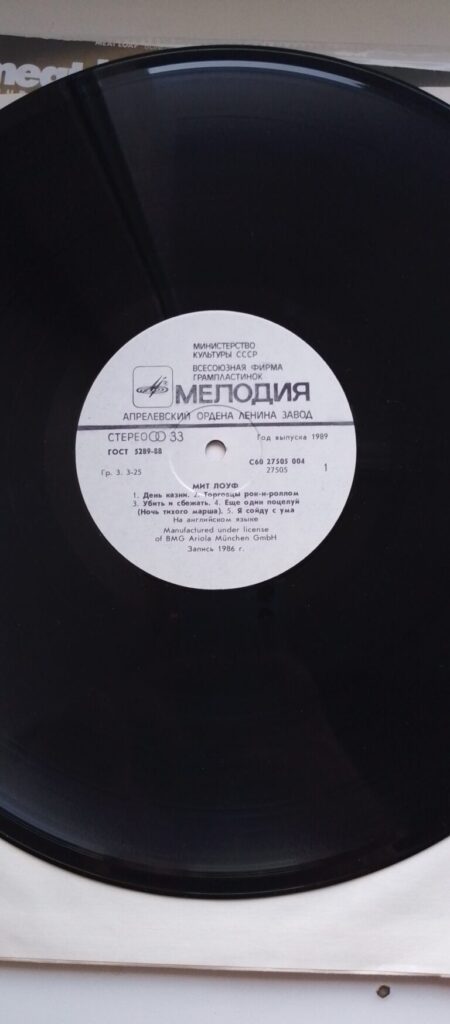 MEAT LOAF
meat l
МИНИСТЕРСТВО
КУЛЬТУРЫ СССР
ВСЕСОЮЗНАЯ ФИРМА
ГРАМПЛАСТИНОК
МЕЛОДИЯ
АПРЕЛЕВСКИЙ ОРДЕНА ЛЕНИНА ЗАВОД
СТЕРЕО 33
Год выпуска 1989
ГОСТ 5289-88
С60 27505 004
Гр. 3. 3-25
27505
1
МИТ ЛОУФ
1. День казни. 2. Торговцы рок-н-роллом
3. Убить и сбежать. 4. Еще один поцелуй
(Ночь тихого марша). 5. Я сойду с ума
На английском языке
Manufactured under license
of BMG Ariola München GmbH
Запись 1986 г.